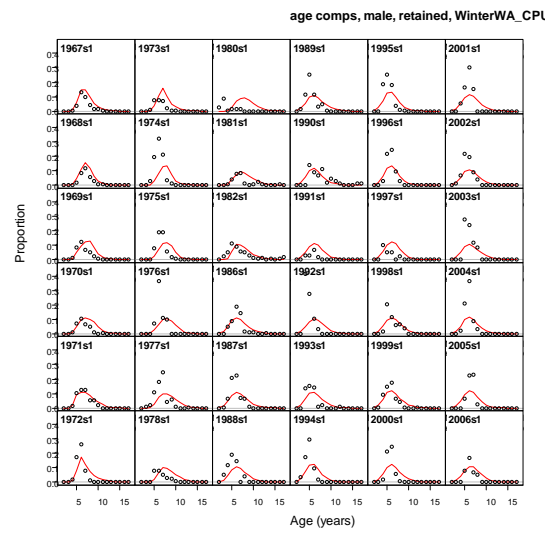 age comps, male, retained, WinterWA_CPU
1967s1 1973s1 1980s1 1989s1 1995s1 2001s1
1968s1 1974s1 1981s1 1990s1 1996s1 2002s1
1969s1 1975s1 1982s1 1991s1 1997s1 2003s1
1970s1 1976s1 1986s1 1992s1 1998s1 2004s1
1971s1 1977s1 1987s1 1993s1 1999s1 2005s1
1972s1 1978s1 1988s1 1994s1 2000s1 2006s1
Proportion
5 10 15 5 10 15 5 10 15 5 10 15 5 10 15 5 10 15
Age (years)